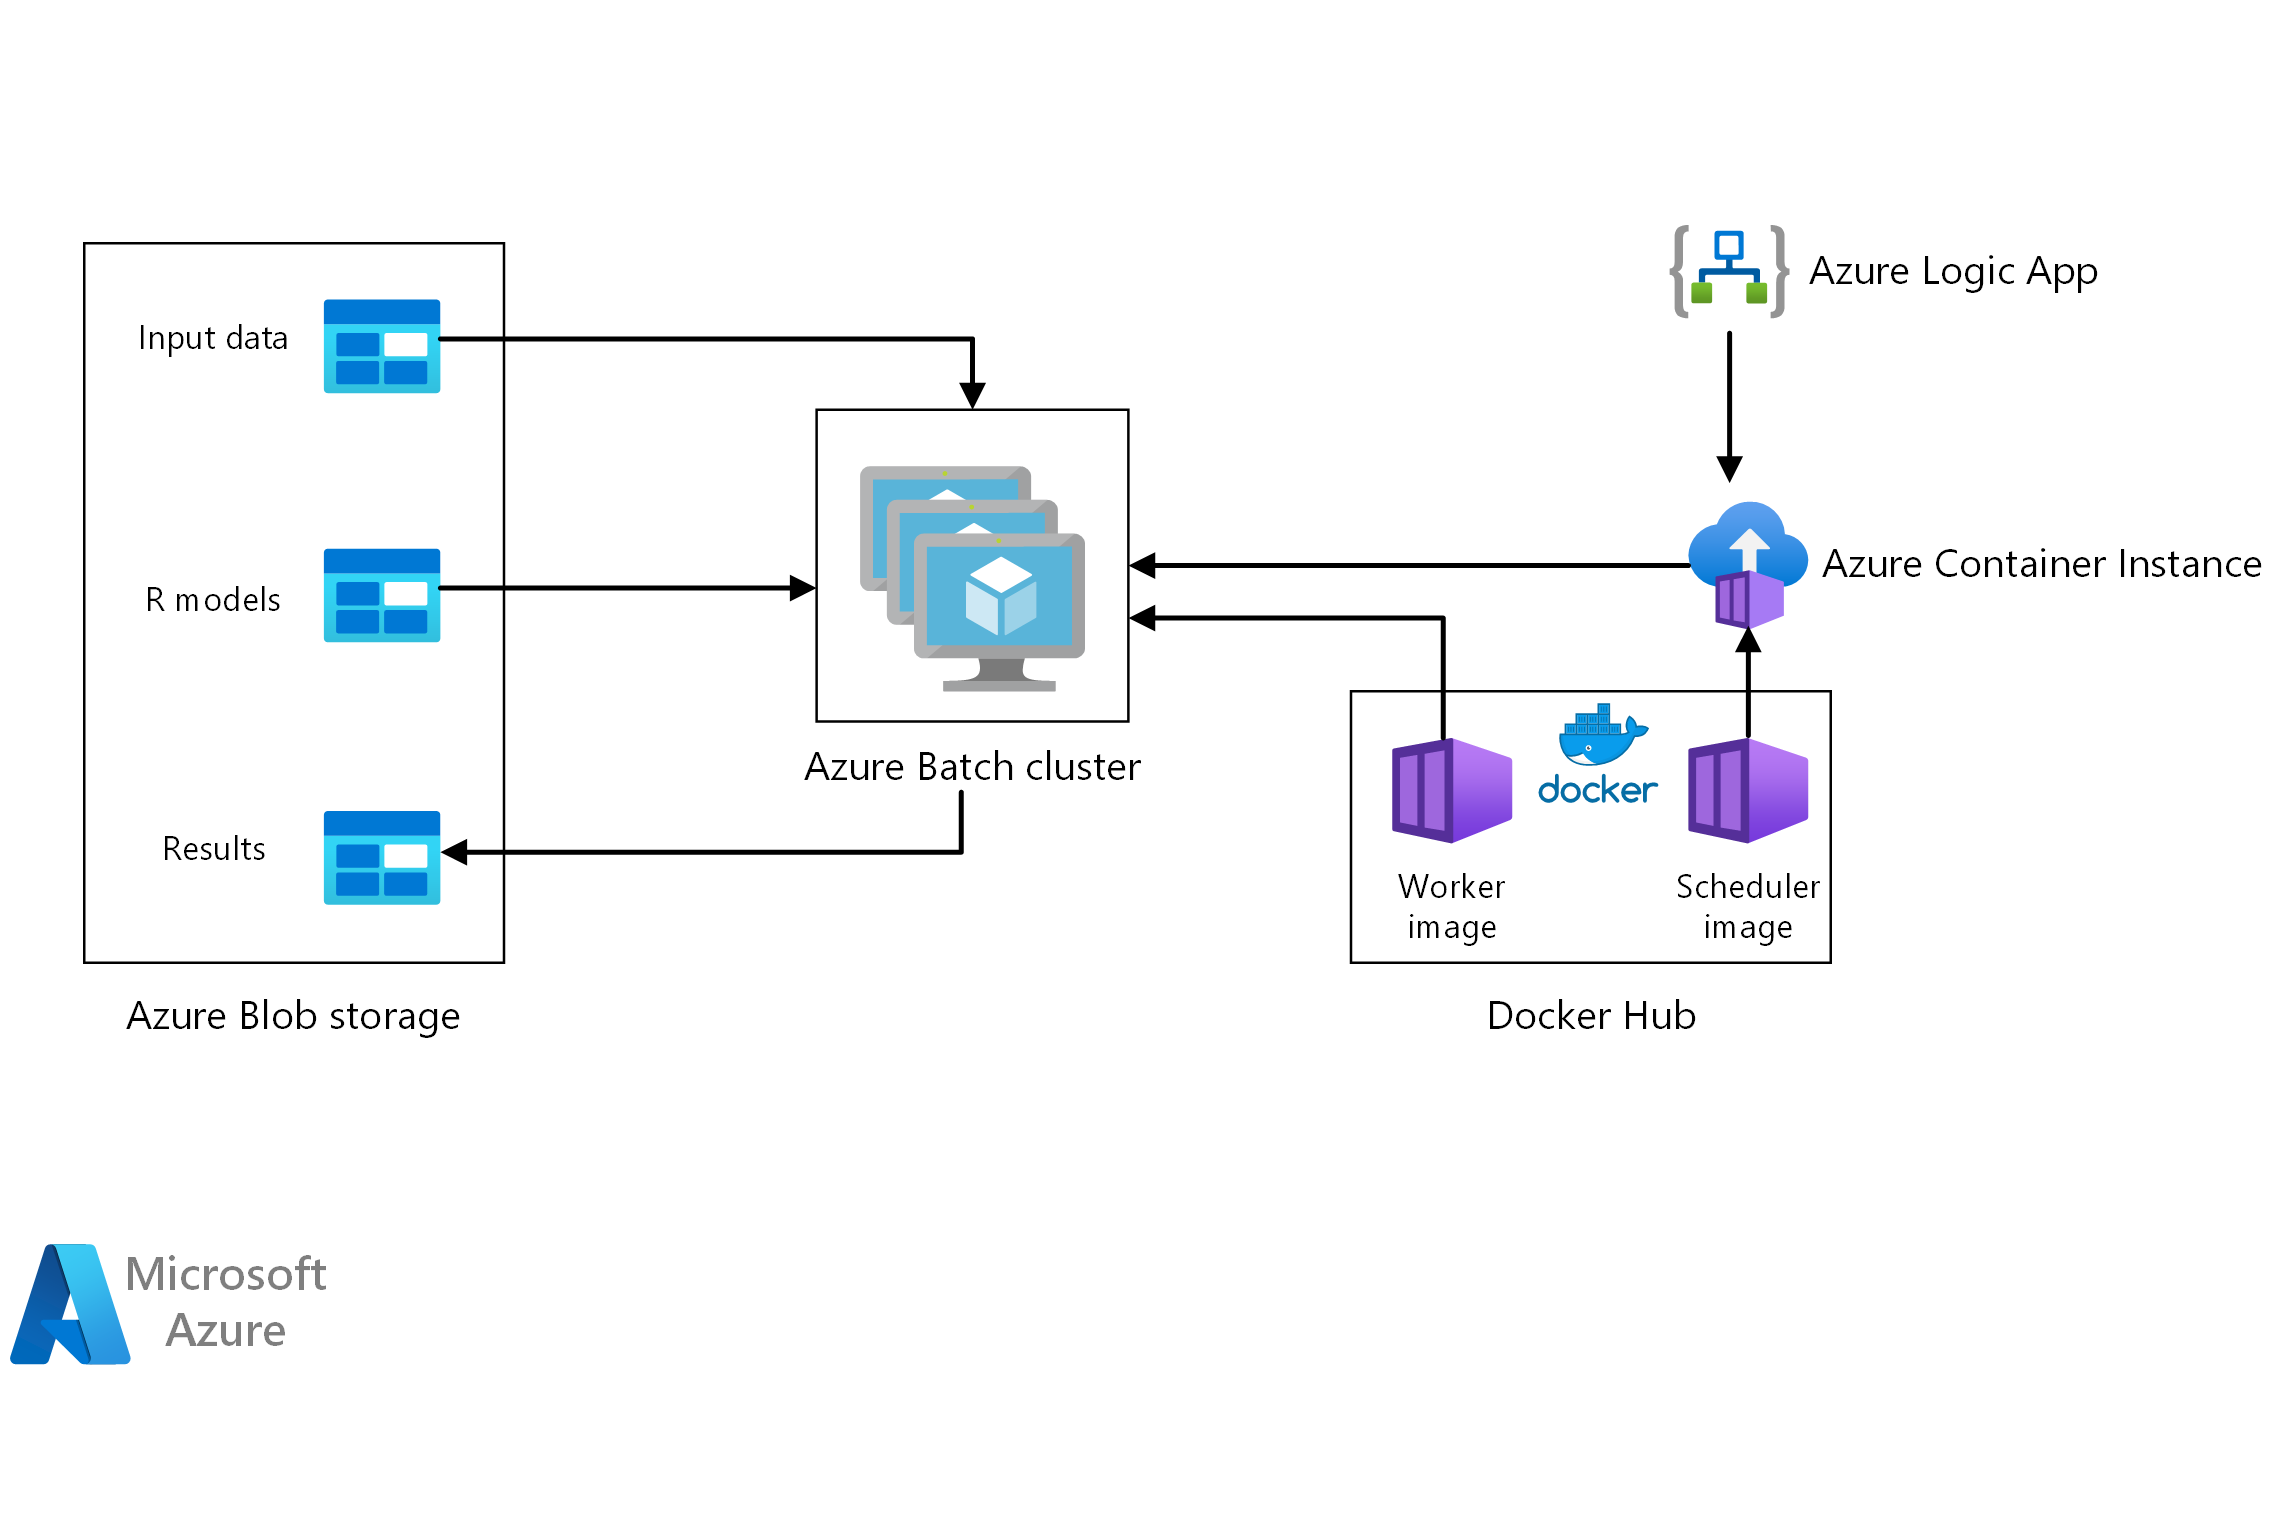 Input data
R models
Results
Azure Blob storage
Azure Batch cluster
Azure Logic App
Azure Container Instance
docker
Worker
image
Scheduler
image
Docker Hub
Microsoft
Azure